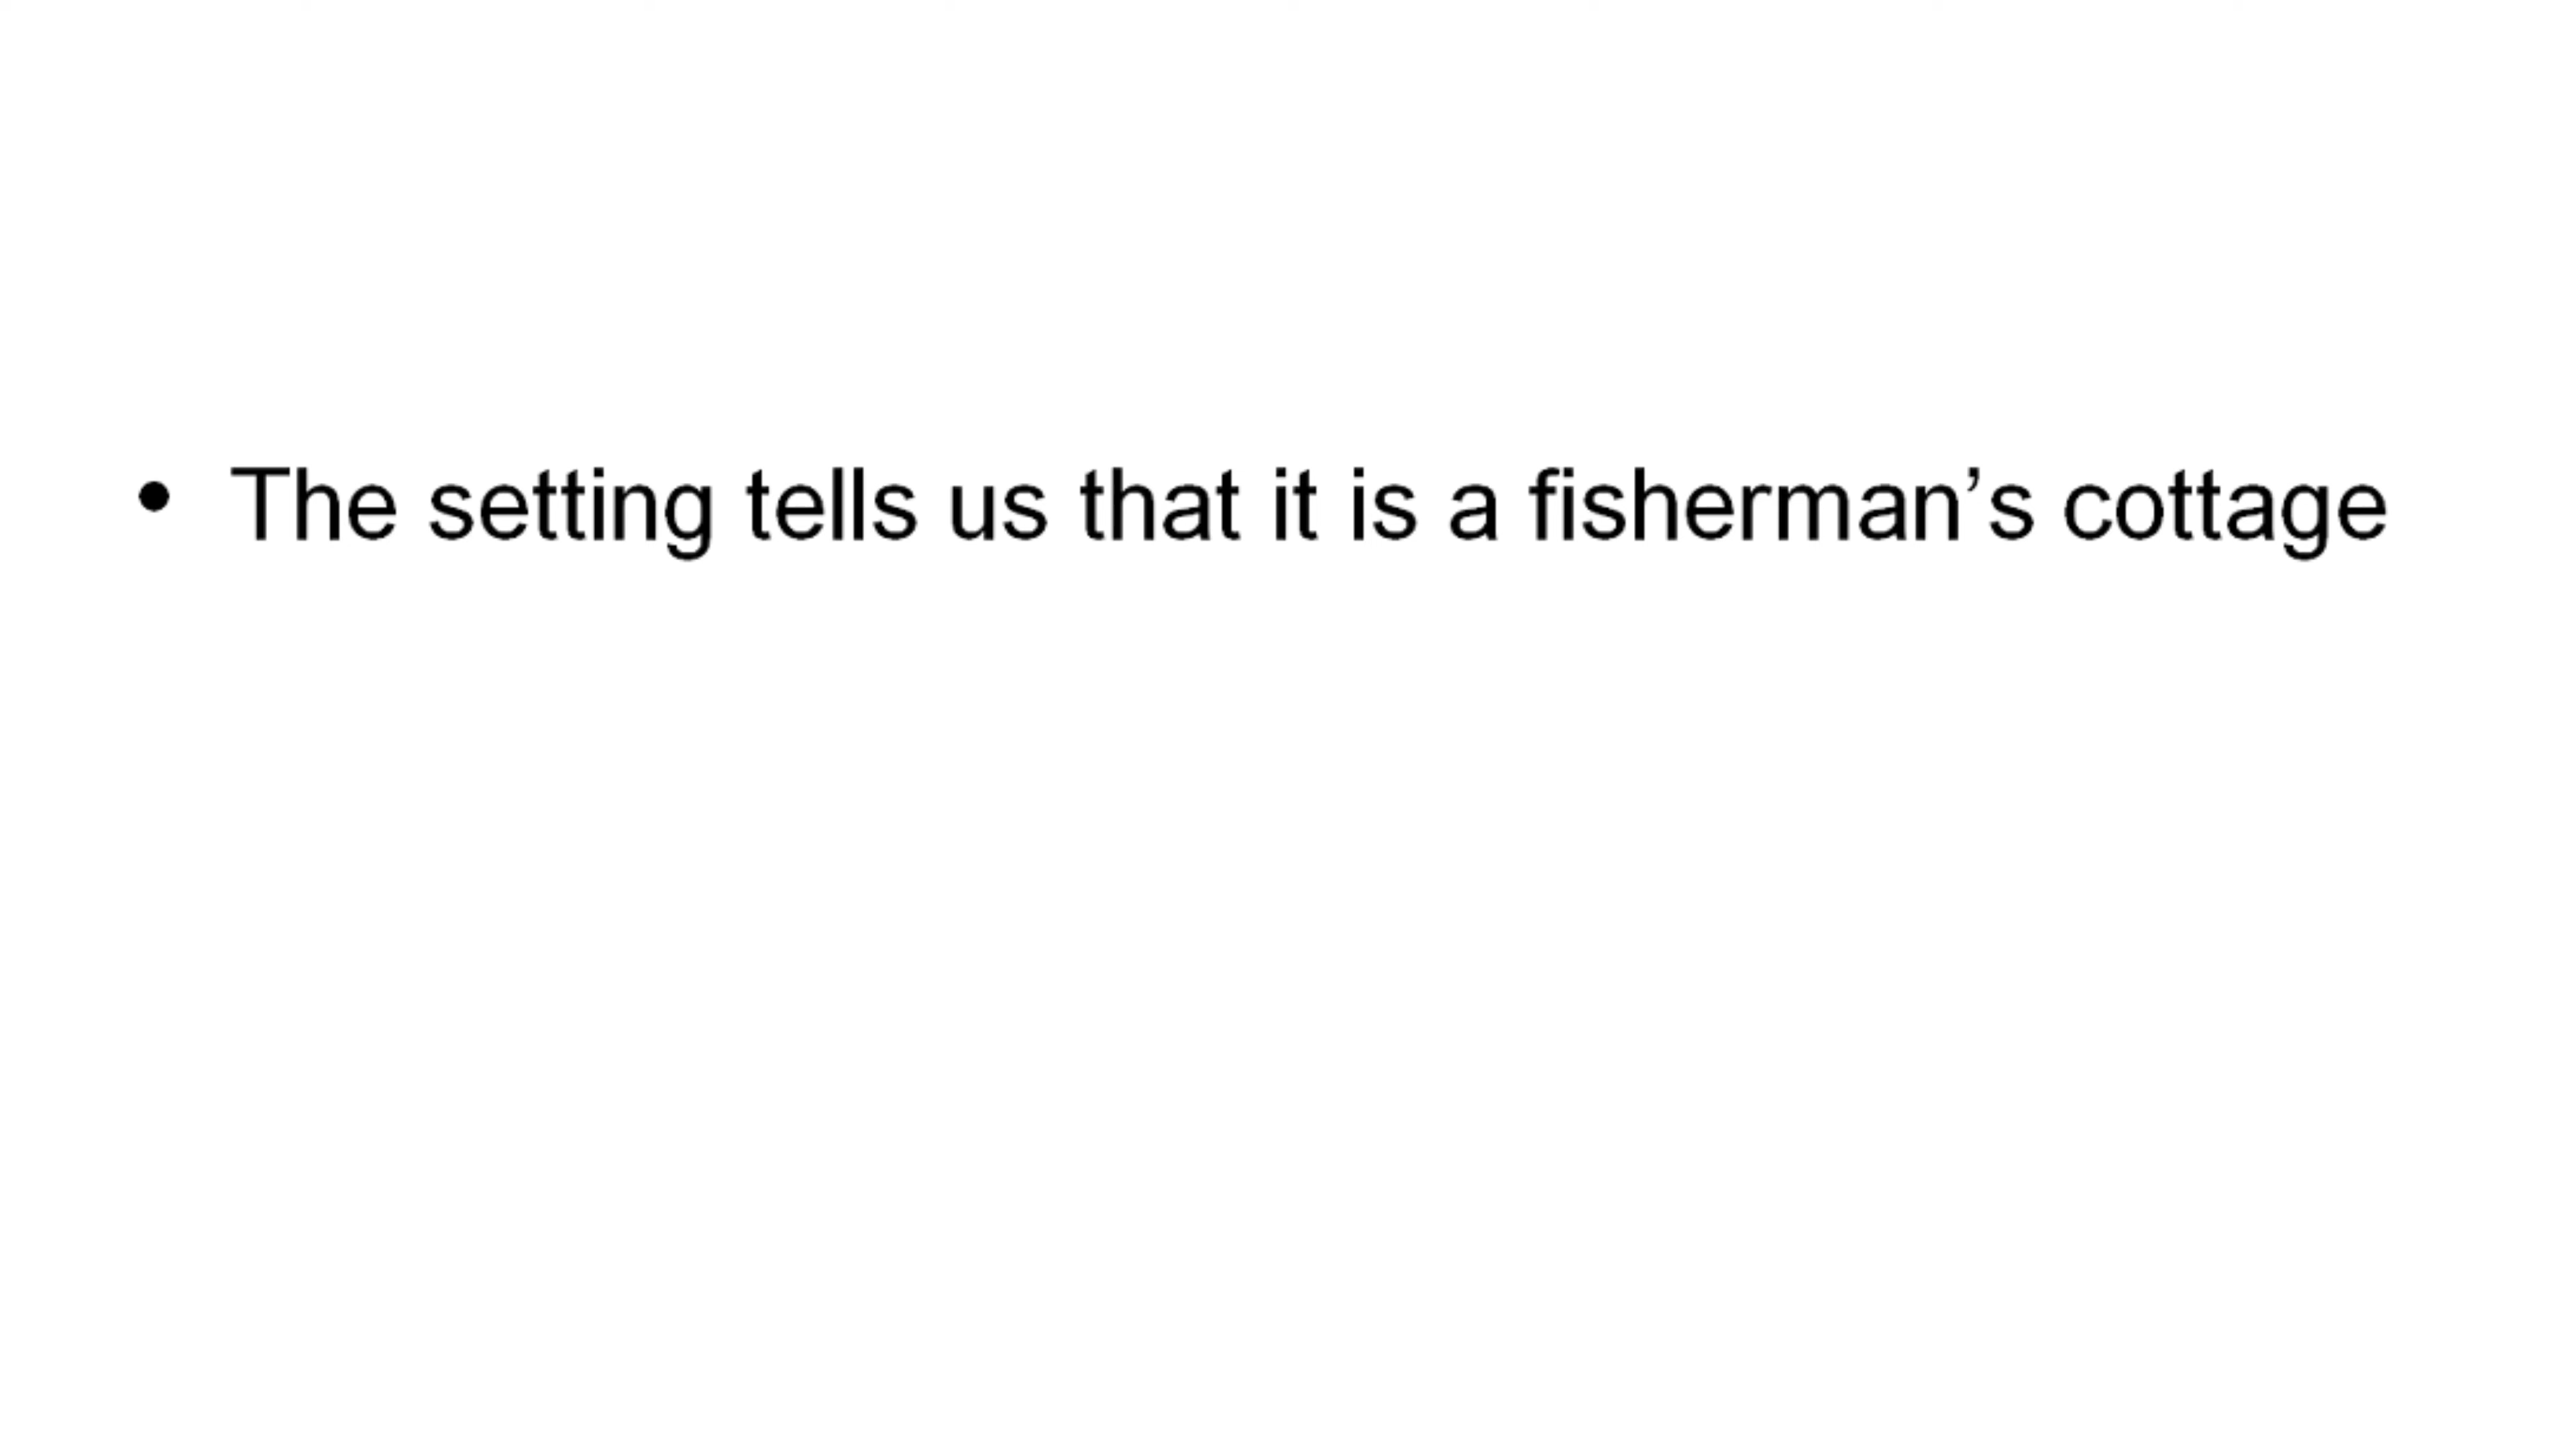 • The setting tells us that it is a fisherman’s cottage